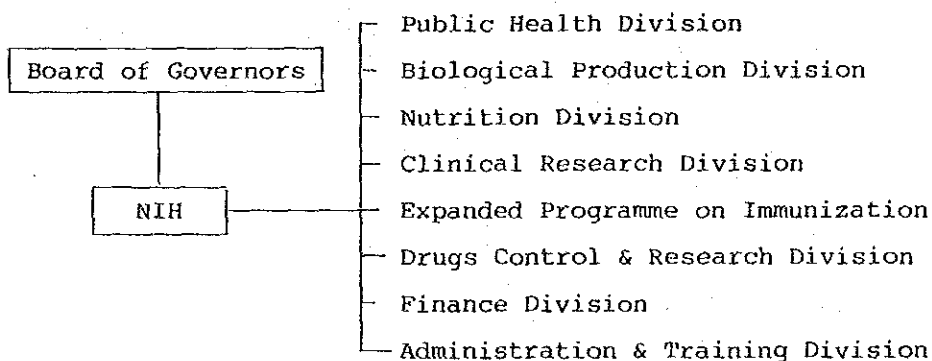 Board of Governors
NIH
Public Health Division
Biological Production Division
Nutrition Division
Clinical Research Division
Expanded Programme on Immunization
Drugs Control & Research Division
Finance Division
Administration & Training Division